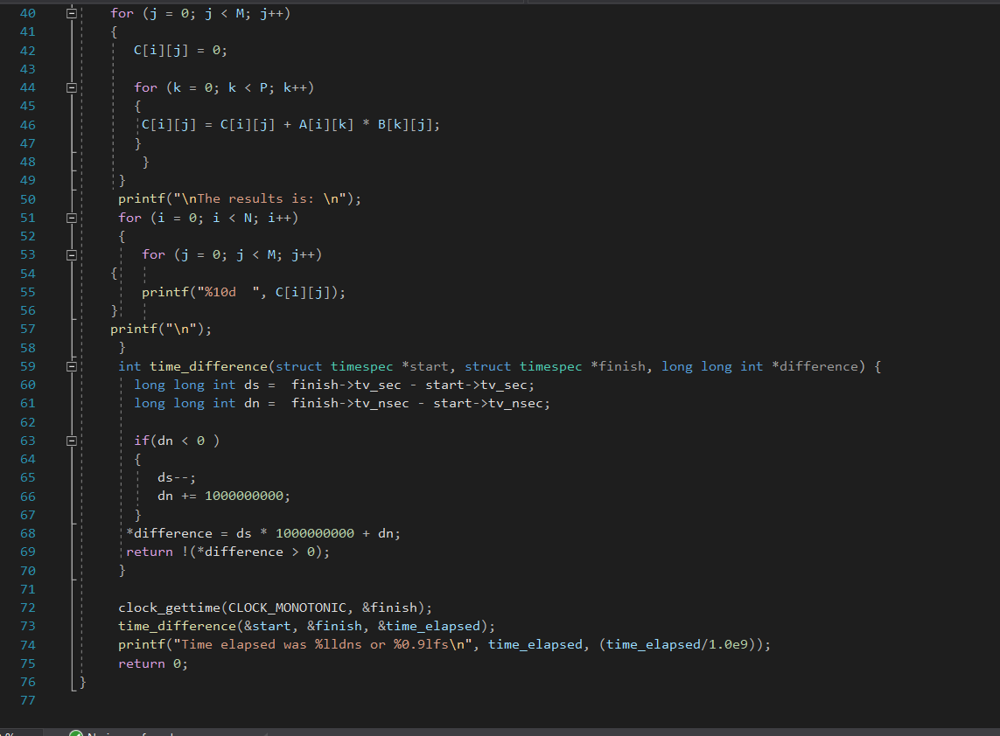 40 for (j = 0; j < M; j++)
41 {
42 C[i][j] = 0;
43
44 for (k = 0; k < P; k++)
45 {
46 C[i][j] = C[i][j] + A[i][k] * B[k][j];
47 }
48 }
49 }
50 printf("\nThe results is: \n");
51 for (i = 0; i < N; i++)
52 {
53 for (j = 0; j < M; j++)
54 {
55 printf("%10d  ", C[i][j]);
56 }
57 printf("\n");
58 }
59 int time_difference(struct timespec *start, struct timespec *finish, long long int *difference) {
60 long long int ds =  finish->tv_sec - start->tv_sec;
61 long long int dn =  finish->tv_nsec - start->tv_nsec;
62
63 if(dn < 0 )
64 {
65 ds--;
66 dn += 1000000000;
67 }
68 *difference = ds * 1000000000 + dn;
69 return !(*difference > 0);
70 }
71
72 clock_gettime(CLOCK_MONOTONIC, &finish);
73 time_difference(&start, &finish, &time_elapsed);
74 printf("Time elapsed was %lldns or %0.9lfs\n", time_elapsed, (time_elapsed/1.0e9));
75 return 0;
76 }
77